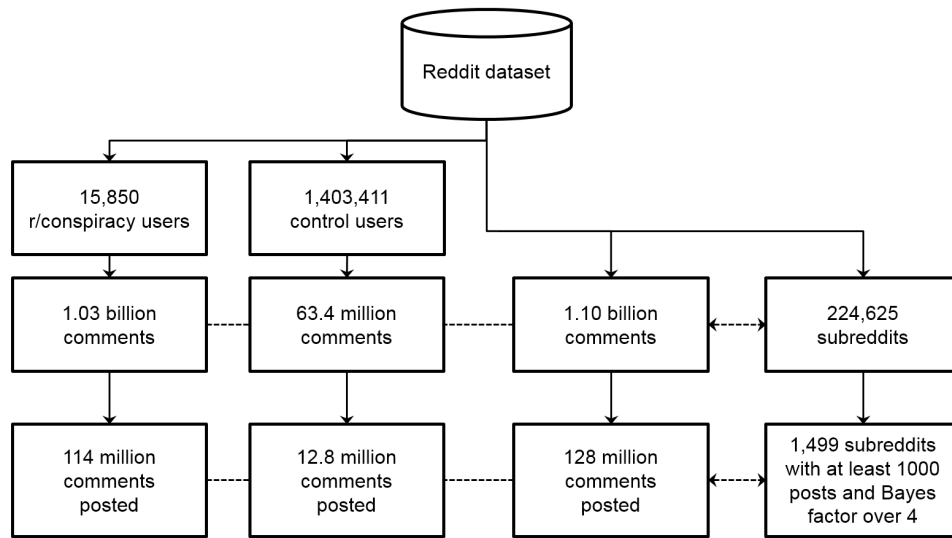 Reddit dataset
15,850
r/conspiracy users
1,403,411
control users
1.03 billion
comments
63.4 million
comments
1.10 billion
comments
224,625
subreddits
114 million
comments
posted
12.8 million
comments
posted
128 million
comments
posted
1,499 subreddits
with at least 1000
posts and Bayes
factor over 4